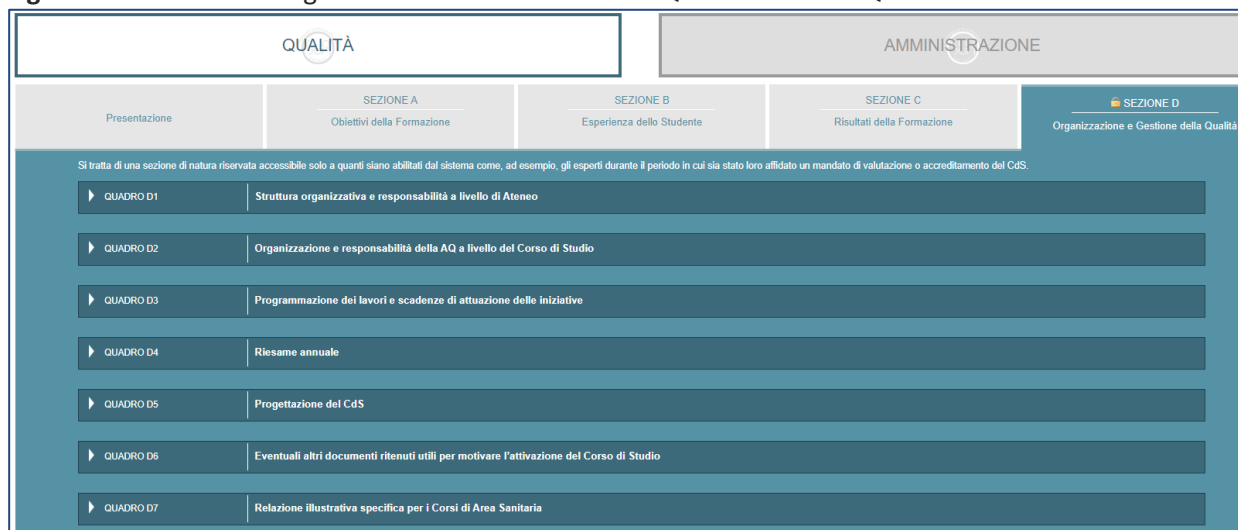 QUALITÀ
AMMINISTRAZIONE
Presentazione
SEZIONE A
Obiettivi della Formazione
SEZIONE B
Esperienza dello Studente
SEZIONE C
Risultati della Formazione
SEZIONE D
Organizzazione e Gestione della Qualità
Si tratta di una sezione di natura riservata accessibile solo a quanti siano abilitati dal sistema come, ad esempio, gli esperti durante il periodo in cui sia stato loro affidato un mandato di valutazione o accreditamento del CdS.
QUADRO D1 Struttura organizzativa e responsabilità a livello di Ateneo
QUADRO D2 Organizzazione e responsabilità della AQ a livello del Corso di Studio
QUADRO D3 Programmazione dei lavori e scadenze di attuazione delle iniziative
QUADRO D4 Riesame annuale
QUADRO D5 Progettazione del CdS
QUADRO D6 Eventuali altri documenti ritenuti utili per motivare l'attivazione del Corso di Studio
QUADRO D7 Relazione illustrativa specifica per i Corsi di Area Sanitaria